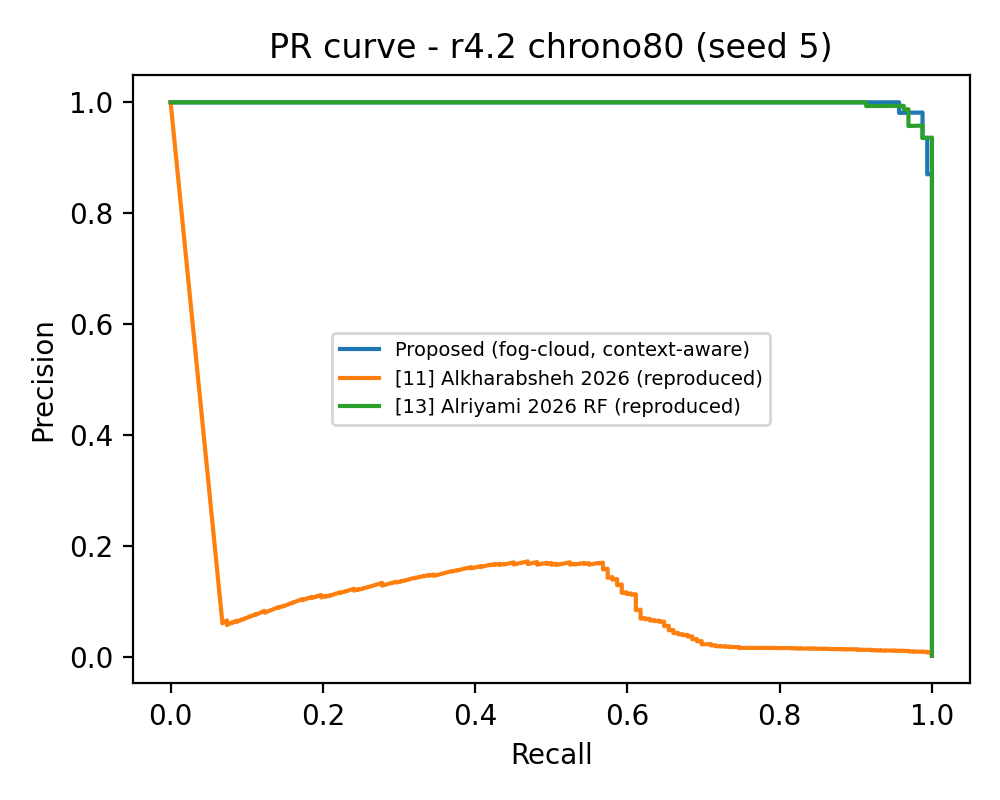 PR curve - r4.2 chrono80 (seed 5)
1.0
0.8
0.6
0.4
0.2
0.0
Precision
Proposed (fog-cloud, context-aware)
[11] Alkharabsheh 2026 (reproduced)
[13] Alriyami 2026 RF (reproduced)
0.0 0.2 0.4 0.6 0.8 1.0
Recall